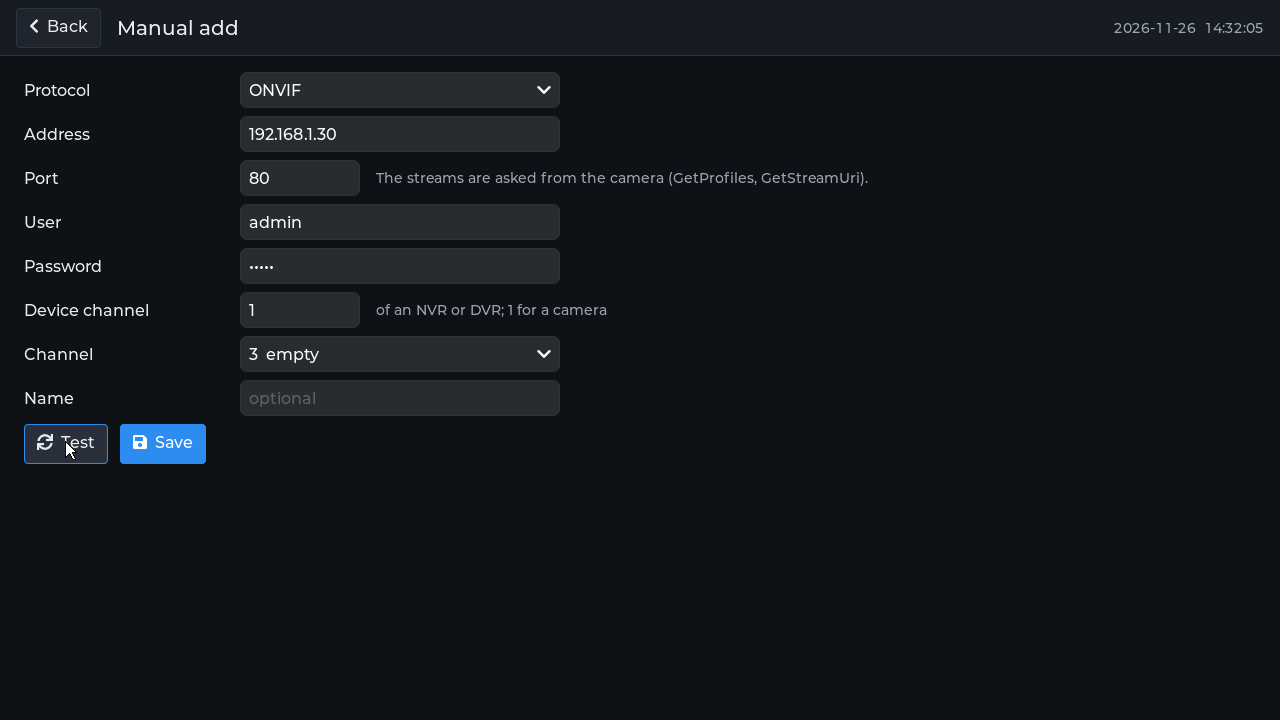 Back Manual add 2026-11-26 14:32:05
Protocol ONVIF
Address 192.168.1.30
Port 80 The streams are asked from the camera (GetProfiles, GetStreamUri).
User admin
Password •••••
Device channel 1 of an NVR or DVR; 1 for a camera
Channel 3 empty
Name optional
Test Save